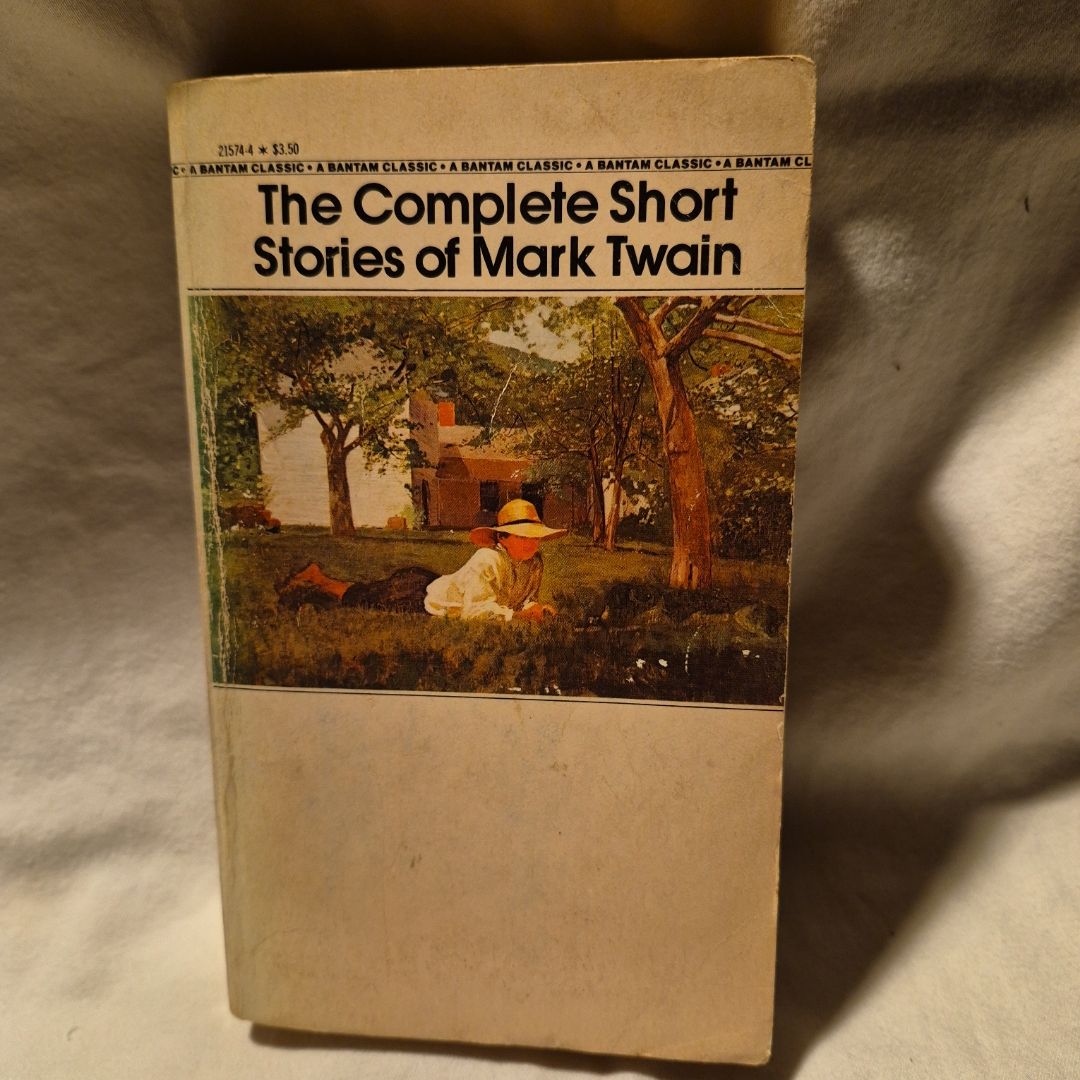 21574-4 * $3.50
C • A BANTAM CLASSIC • A BANTAM CLASSIC • A BANTAM CLASSIC • A BANTAM CLASSIC • A BANTAM CL
The Complete Short
Stories of Mark Twain